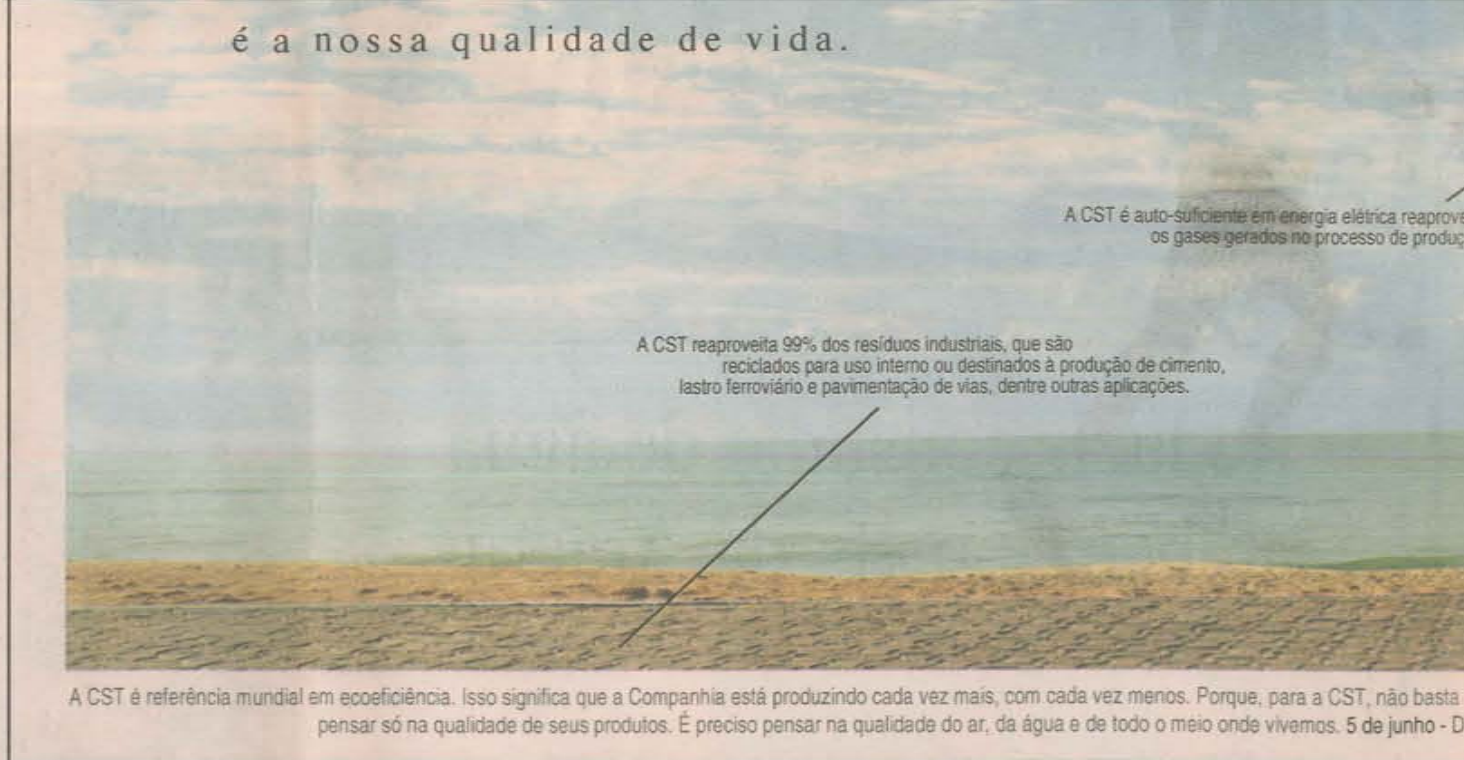 é a nossa qualidade de vida.
A CST é auto-suficiente em energia elétrica reaprove
os gases gerados no processo de produç
A CST reaproveita 99% dos resíduos industriais, que são
reciclados para uso interno ou destinados à produção de cimento,
lastro ferroviário e pavimentação de vias, dentre outras aplicações.
A CST é referência mundial em ecoeficiência. Isso significa que a Companhia está produzindo cada vez mais, com cada vez menos. Porque, para a CST, não basta
pensar só na qualidade de seus produtos. É preciso pensar na qualidade do ar, da água e de todo o meio onde vivemos. 5 de junho - D